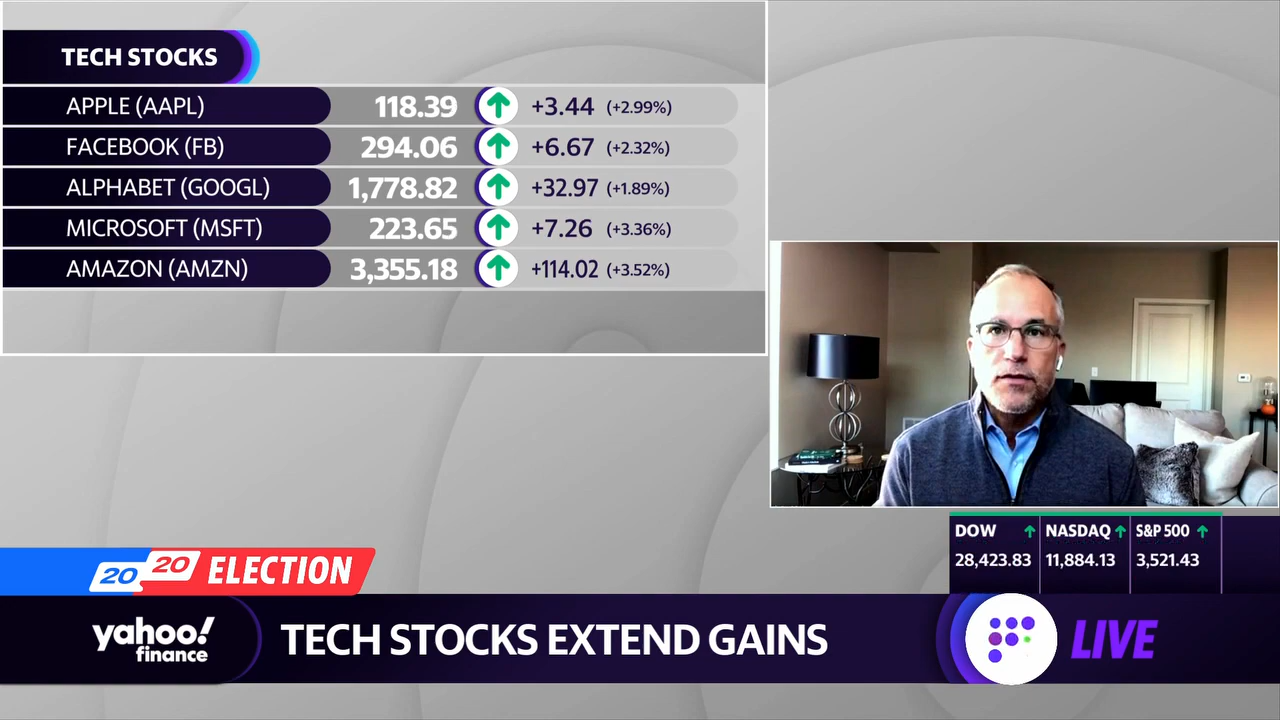 TECH STOCKS
APPLE (AAPL) 118.39 +3.44 (+2.99%)
FACEBOOK (FB) 294.06 +6.67 (+2.32%)
ALPHABET (GOOGL) 1,778.82 +32.97 (+1.89%)
MICROSOFT (MSFT) 223.65 +7.26 (+3.36%)
AMAZON (AMZN) 3,355.18 +114.02 (+3.52%)
DOW NASDAQ S&P 500
28,423.83 11,884.13 3,521.43
2020 ELECTION
yahoo!
finance
TECH STOCKS EXTEND GAINS
LIVE